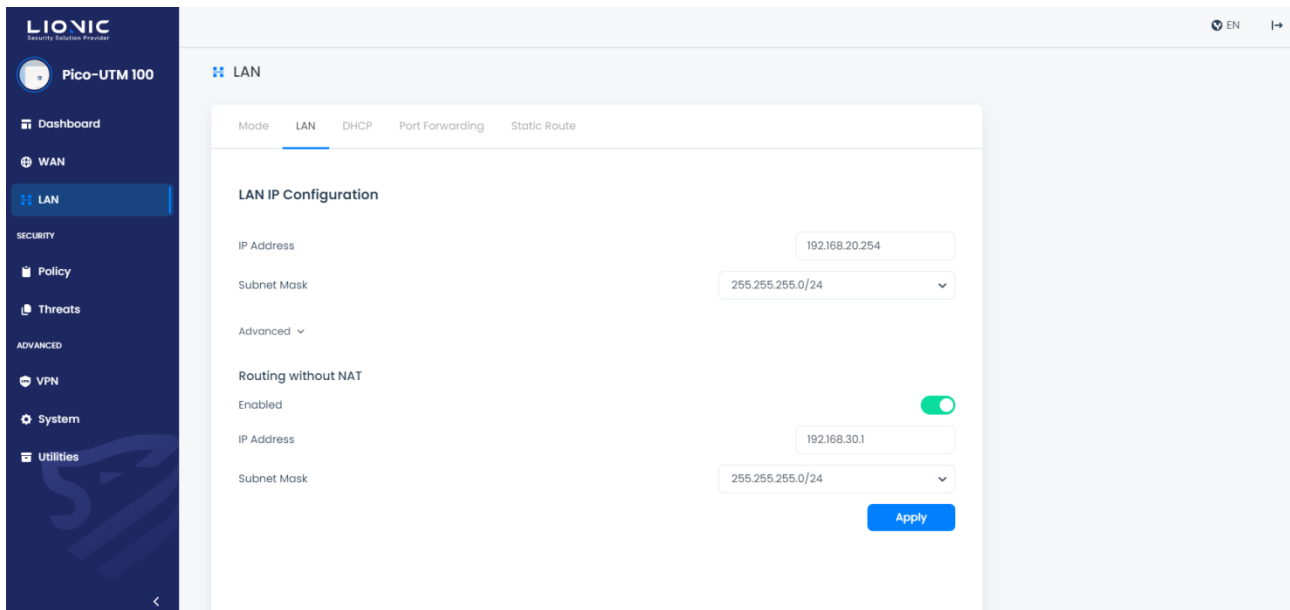 LIONIC
Security Solution Provider
EN
Pico-UTM 100
LAN
Dashboard
WAN
LAN
SECURITY
Policy
Threats
ADVANCED
VPN
System
Utilities
Mode LAN DHCP Port Forwarding Static Route
LAN IP Configuration
IP Address 192.168.20.254
Subnet Mask 255.255.255.0/24
Advanced
Routing without NAT
Enabled
IP Address 192.168.30.1
Subnet Mask 255.255.255.0/24
Apply